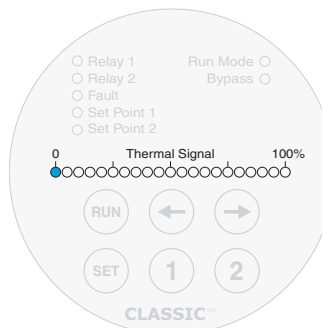 Relay 1 Run Mode
Relay 2 Bypass
Fault
Set Point 1
Set Point 2
0 Thermal Signal 100%
RUN
SET 1 2
CLASSIC™